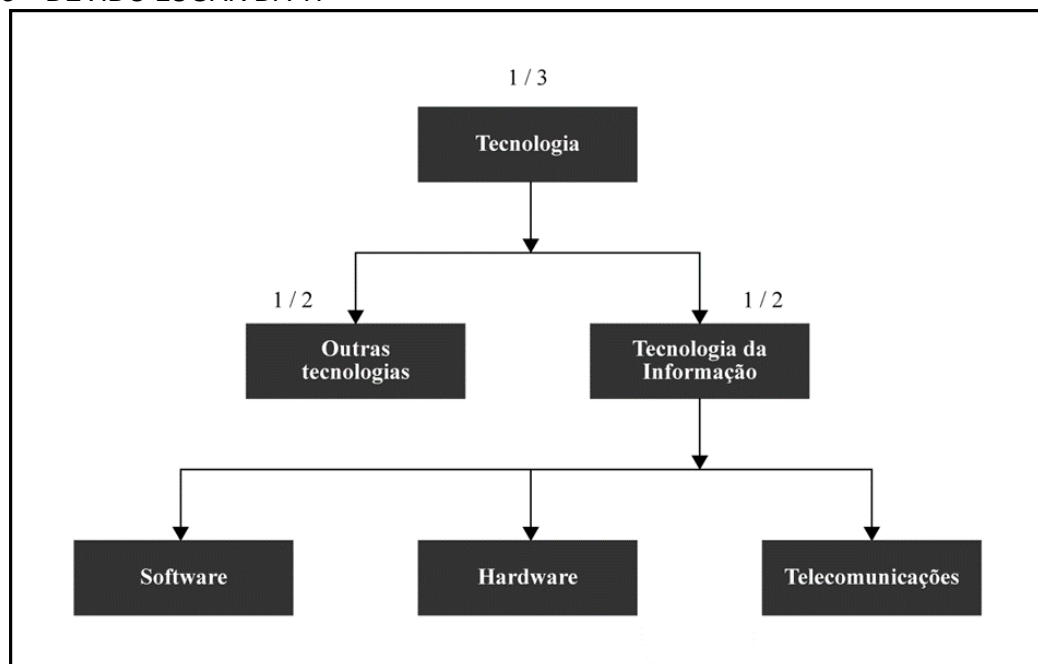 1 / 3
Tecnologia
1 / 2
1 / 2
Outras
tecnologias
Tecnologia da
Informação
Software
Hardware
Telecomunicações